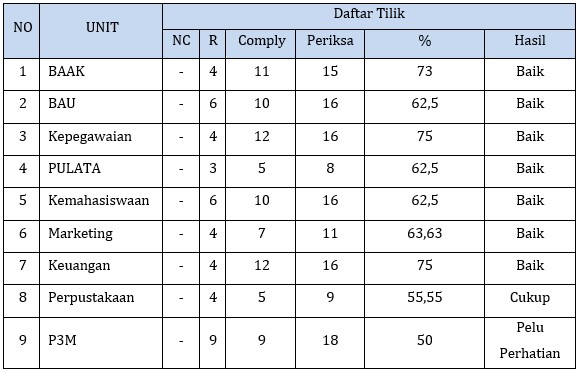 NO UNIT Daftar Tilik
NC R Comply Periksa % Hasil
1 BAAK - 4 11 15 73 Baik
2 BAU - 6 10 16 62,5 Baik
3 Kepegawaian - 4 12 16 75 Baik
4 PULATA - 3 5 8 62,5 Baik
5 Kemahasiswaan - 6 10 16 62,5 Baik
6 Marketing - 4 7 11 63,63 Baik
7 Keuangan - 4 12 16 75 Baik
8 Perpustakaan - 4 5 9 55,55 Cukup
9 P3M - 9 9 18 50 Pelu
Perhatian